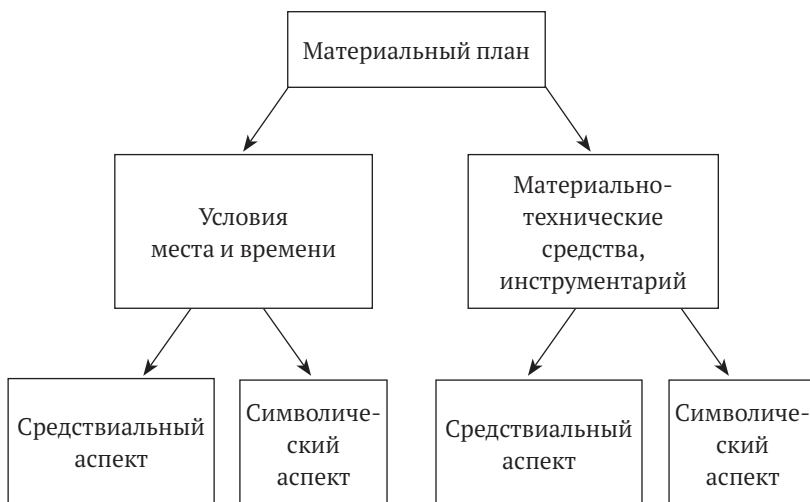 Материальный план
Условия
места и времени
Материально-
технические
средства,
инструментарий
Средствиальный
аспект
Символиче-
ский
аспект
Средствиальный
аспект
Символиче-
ский
аспект